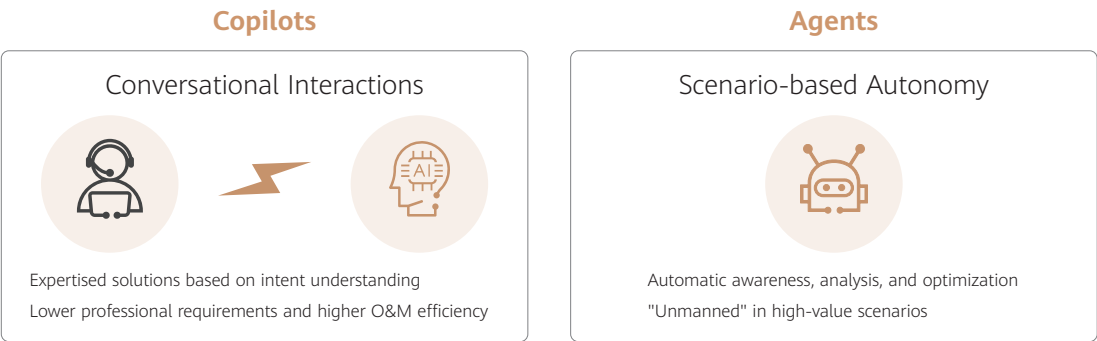 Copilots
Conversational Interactions
AI
Expertised solutions based on intent understanding
Lower professional requirements and higher O&M efficiency
Agents
Scenario-based Autonomy
Automatic awareness, analysis, and optimization
"Unmanned" in high-value scenarios